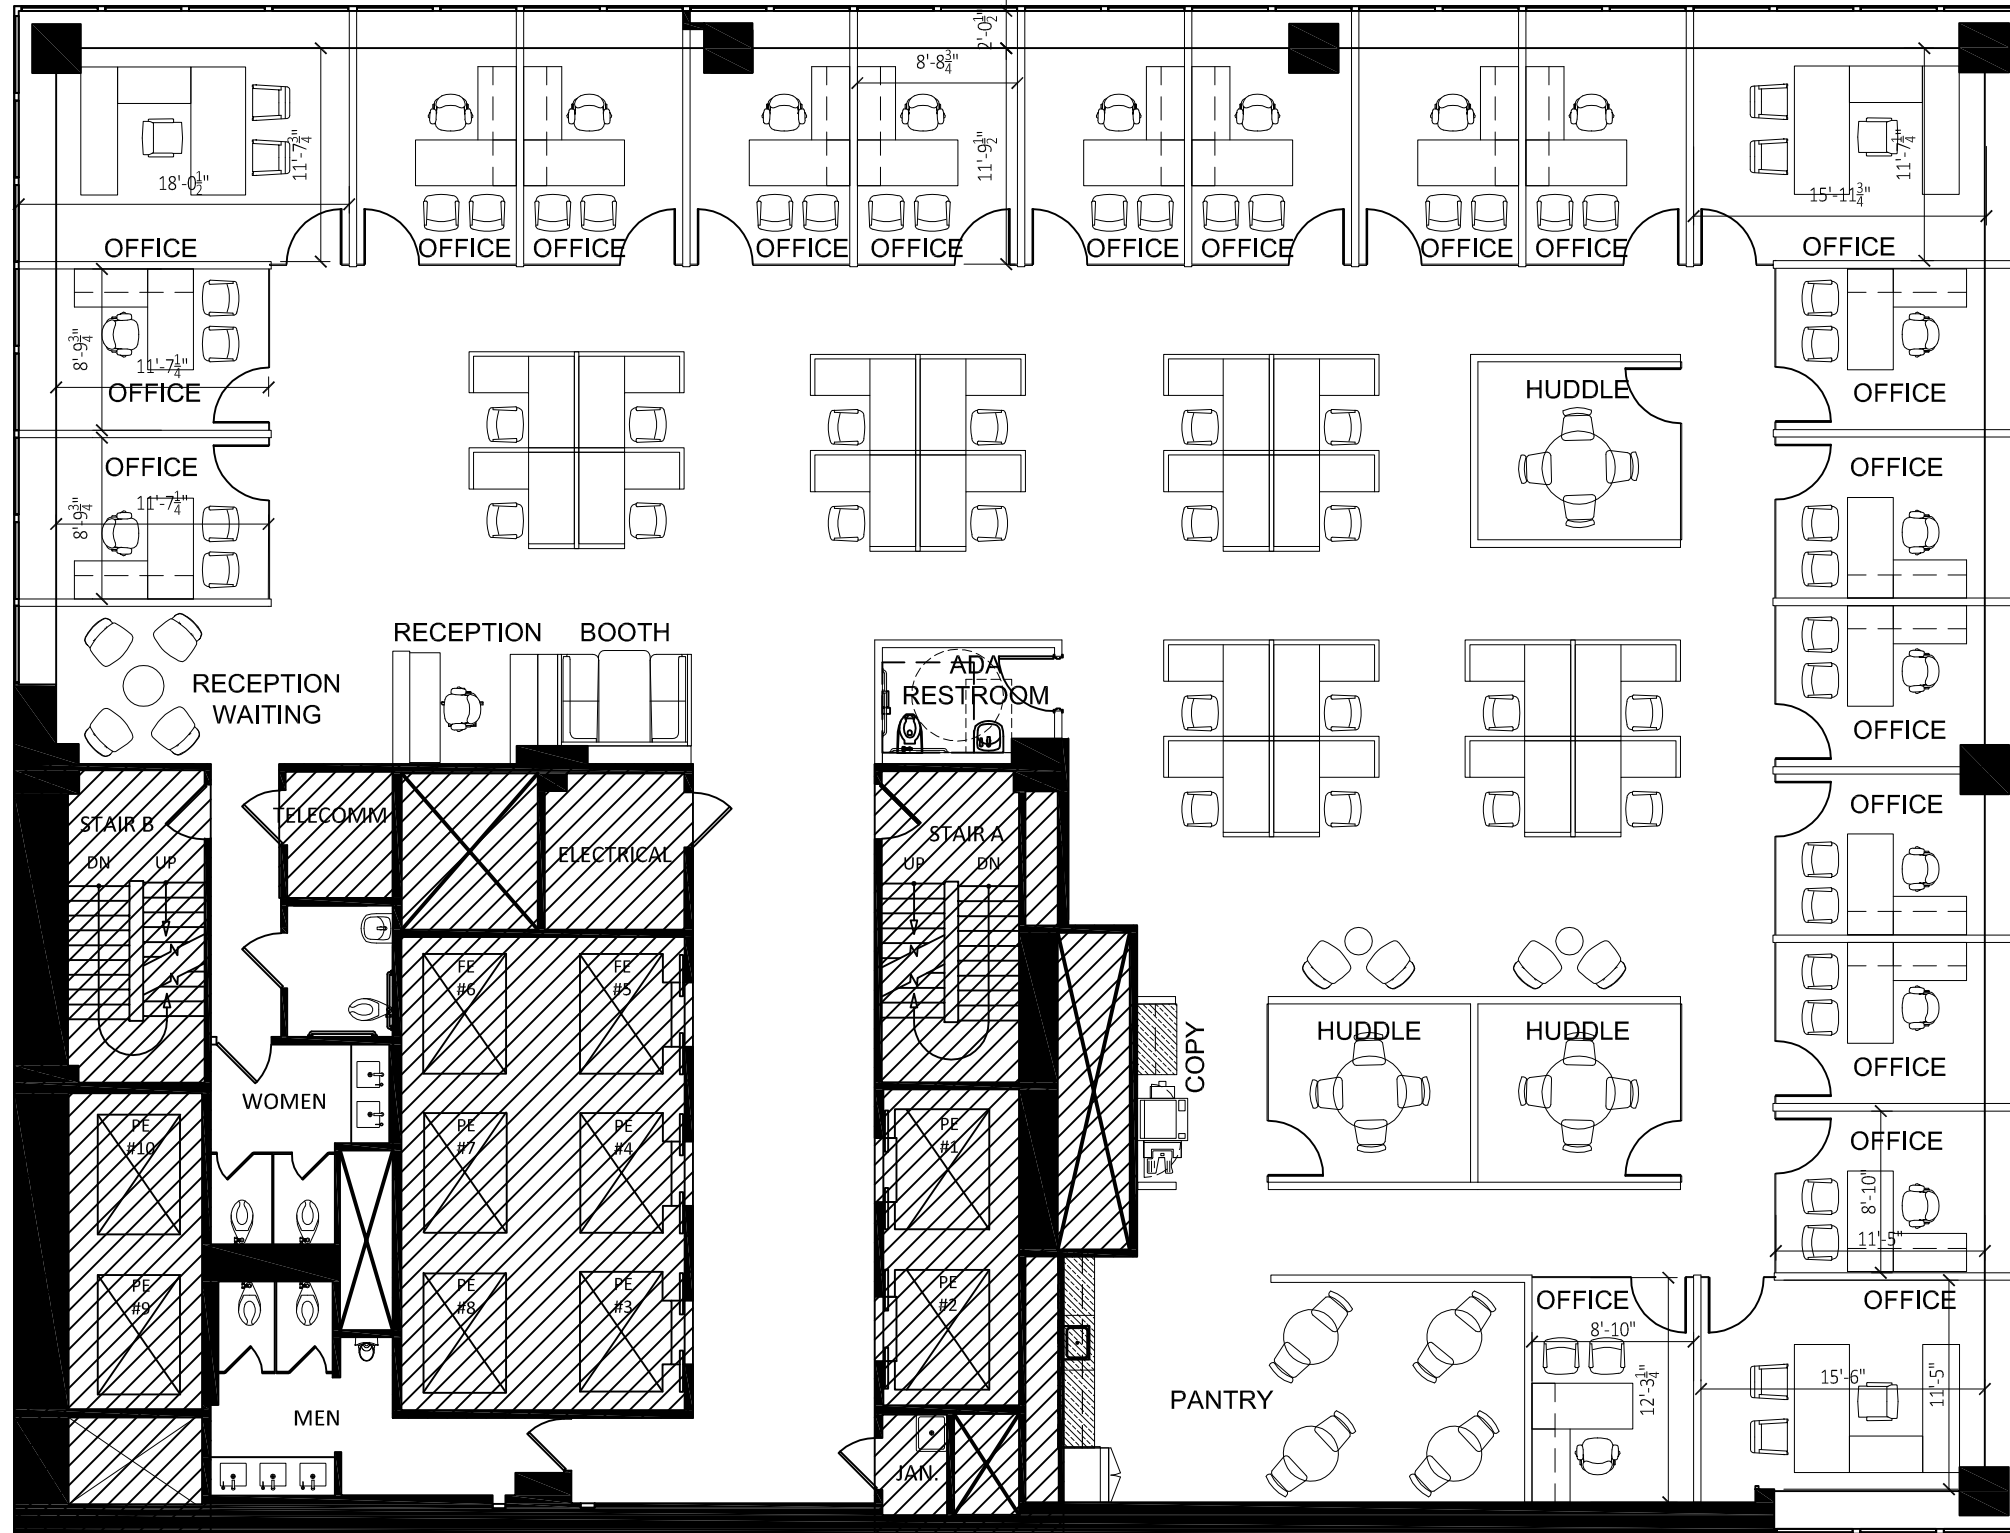 2'-0½"
8'-8¾"
11'-7¾"
11'-9½"
11'-7¼"
18'-0½"
15'-11¾"
OFFICE
OFFICE
OFFICE
OFFICE
OFFICE
OFFICE
OFFICE
OFFICE
OFFICE
OFFICE
8'-9¾"
11'-7¼"
OFFICE
HUDDLE
OFFICE
OFFICE
OFFICE
8'-9¾"
11'-7¼"
RECEPTION
BOOTH
RECEPTION
WAITING
ADA
RESTROOM
OFFICE
TELECOMM
STAIR B
DN
UP
ELECTRICAL
STAIR A
UP
DN
OFFICE
FE
#6
FE
#5
N
N
N
N
COPY
HUDDLE
HUDDLE
OFFICE
WOMEN
PE
#10
PE
#7
PE
#4
PE
#1
OFFICE
8'-10"
11'-5"
PE
#9
PE
#8
PE
#3
PE
#2
OFFICE
OFFICE
8'-10"
12'-3¼"
15'-6"
11'-5"
PANTRY
MEN
JAN.